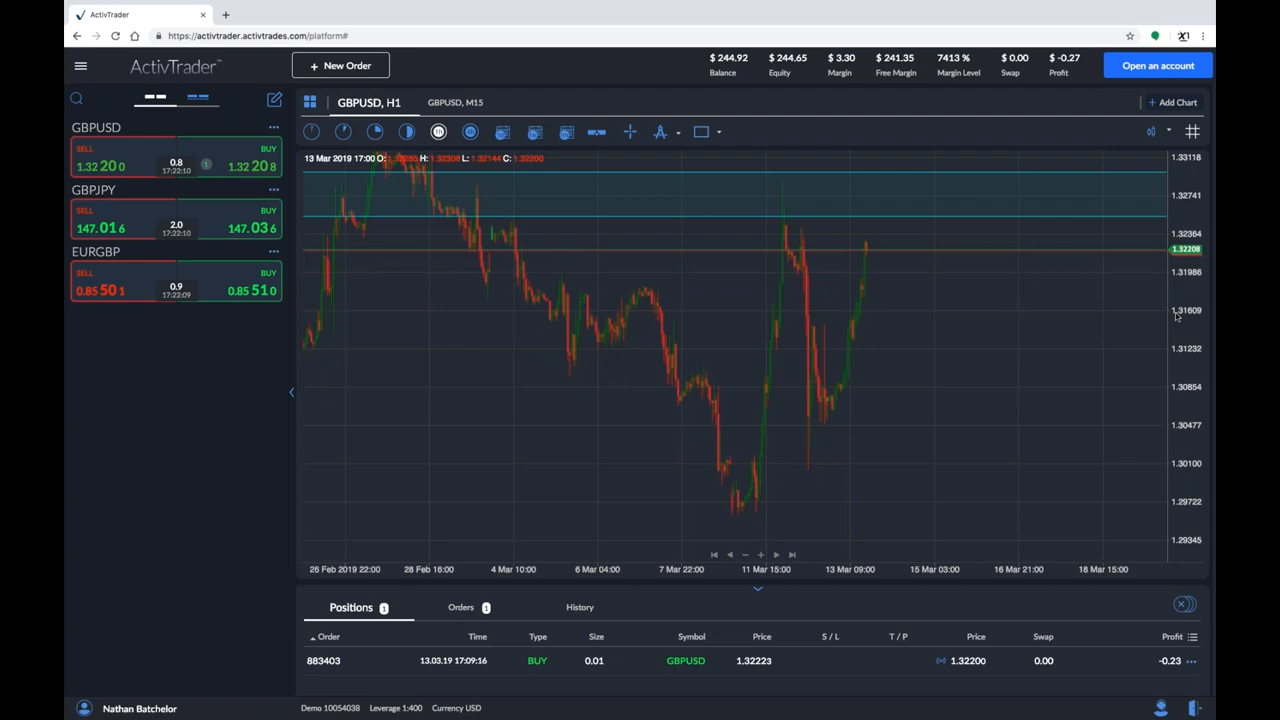 ActivTrader
https://activtrader.activtrades.com/platform#
ActivTrader™
+ New Order
$ 244.92 $ 244.65 $ 3.30 $ 241.35 7413 % $ 0.00 $ -0.27
Balance Equity Margin Free Margin Margin Level Swap Profit
Open an account
GBPUSD, H1 GBPUSD, M15
+ Add Chart
GBPUSD
SELL BUY
1.32 20 0 0.8 1 1.32 20 8
17:22:10
GBPJPY
SELL BUY
147. 01 6 2.0 147. 03 6
17:22:10
EURGBP
SELL BUY
0.85 50 1 0.9 0.85 51 0
17:22:09
13 Mar 2019 17:00 O: H: 1.32308 L: 1.32144 C: 1.32200
1.33118
1.32741
1.32364
1.32208
1.31986
1.31609
1.31232
1.30854
1.30477
1.30100
1.29722
1.29345
26 Feb 2019 22:00 28 Feb 16:00 4 Mar 10:00 6 Mar 04:00 7 Mar 22:00 11 Mar 15:00 13 Mar 09:00 15 Mar 03:00 16 Mar 21:00 18 Mar 15:00
Positions 1 Orders 1 History
Order Time Type Size Symbol Price S / L T / P Price Swap Profit
883403 13.03.19 17:09:16 BUY 0.01 GBPUSD 1.32223 1.32200 0.00 -0.23
Nathan Batchelor Demo 10054038 Leverage 1:400 Currency USD